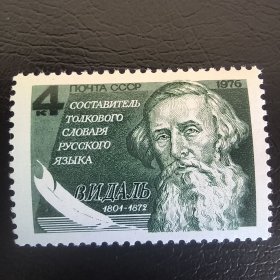 4 К
ПОЧТА СССР 1976
СОСТАВИТЕЛЬ
ТОЛКОВОГО
СЛОВАРЯ
РУССКОГО
ЯЗЫКА
В.И.ДАЛЬ
1801-1872